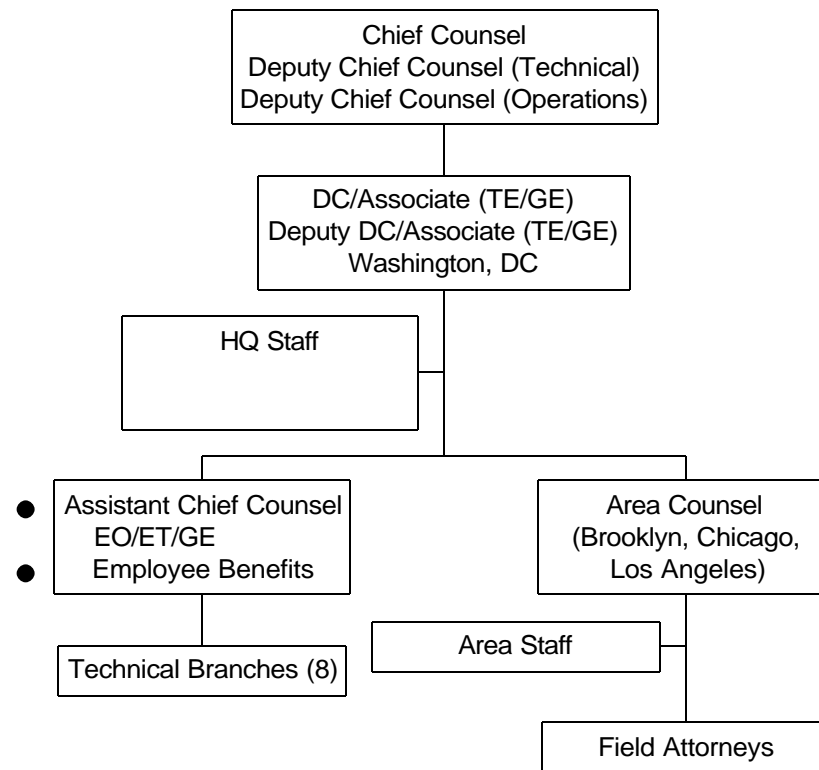 Chief Counsel
Deputy Chief Counsel (Technical)
Deputy Chief Counsel (Operations)
DC/Associate (TE/GE)
Deputy DC/Associate (TE/GE)
Washington, DC
HQ Staff
● Assistant Chief Counsel
EO/ET/GE
● Employee Benefits
Area Counsel
(Brooklyn, Chicago,
Los Angeles)
Technical Branches (8)
Area Staff
Field Attorneys